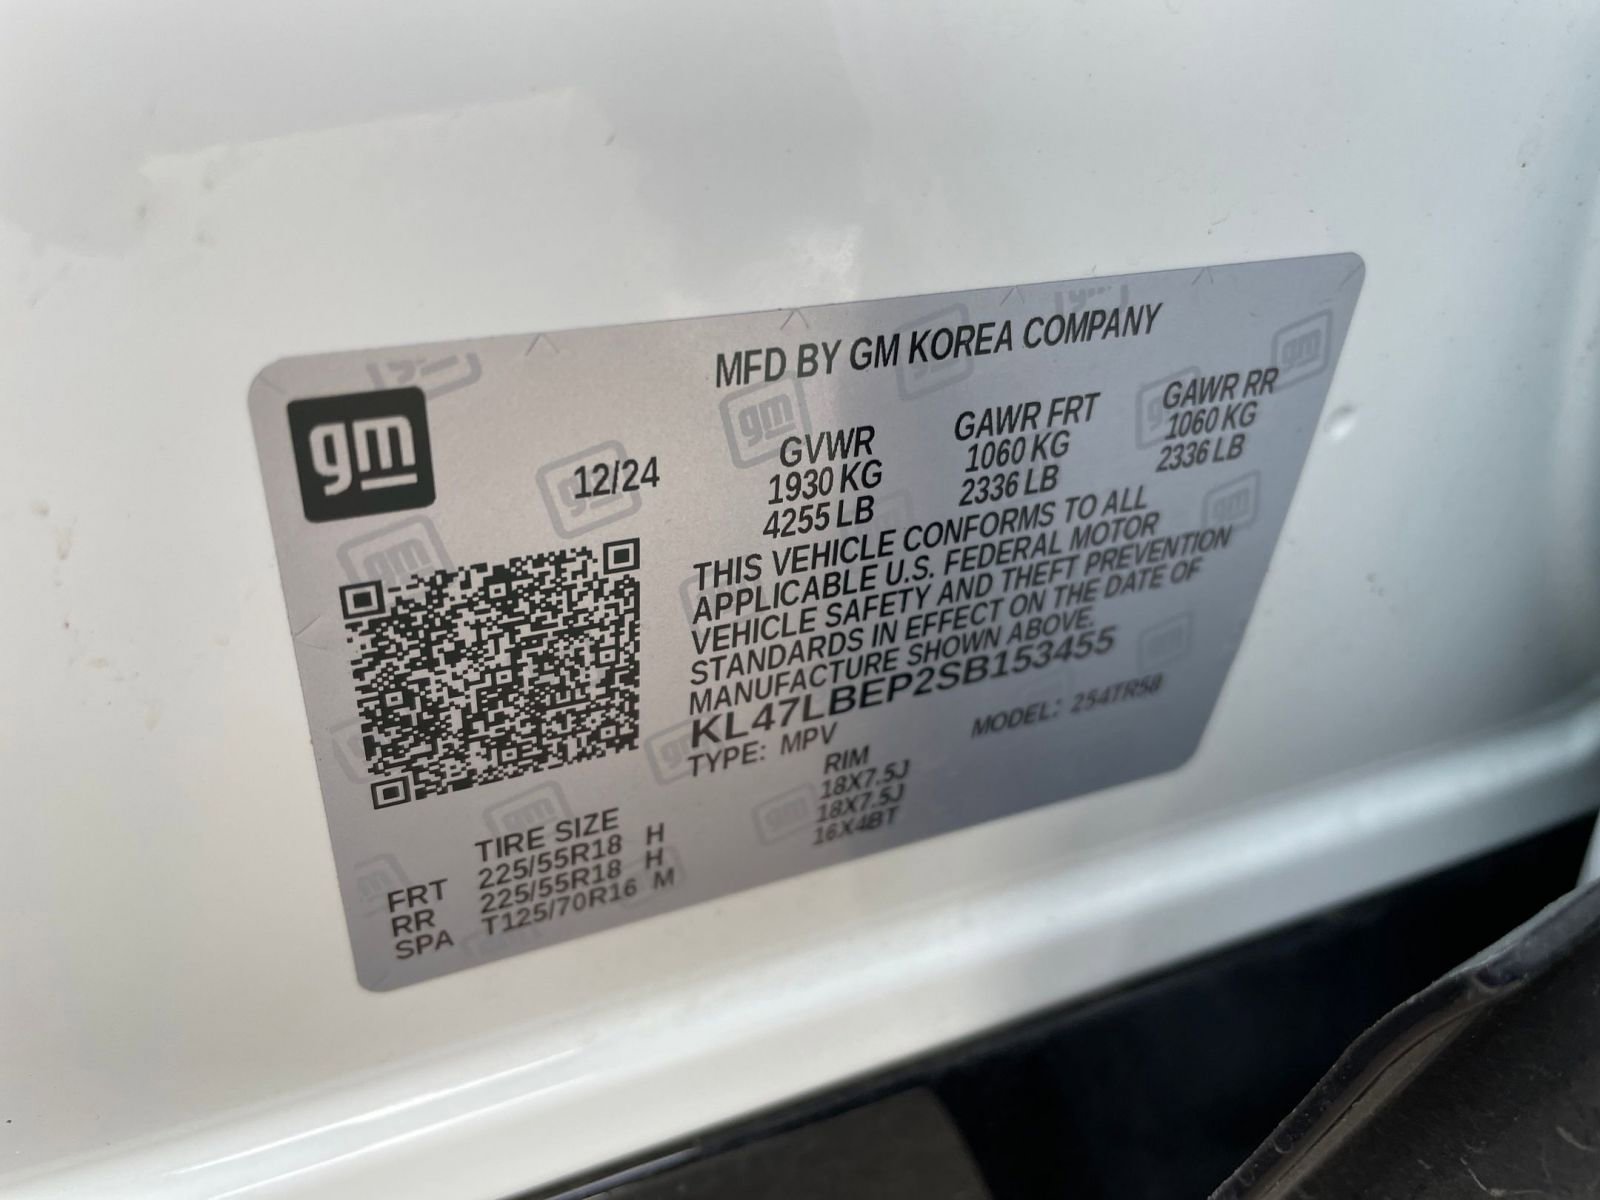 gm
MFD BY GM KOREA COMPANY
12/24
GVWR GAWR FRT GAWR RR
1930 KG 1060 KG 1060 KG
4255 LB 2336 LB 2336 LB
THIS VEHICLE CONFORMS TO ALL
APPLICABLE U.S. FEDERAL MOTOR
VEHICLE SAFETY AND THEFT PREVENTION
STANDARDS IN EFFECT ON THE DATE OF
MANUFACTURE SHOWN ABOVE.
KL47LBEP2SB153455
TYPE: MPV MODEL: 254TR58
TIRE SIZE RIM
FRT 225/55R18 H 18X7.5J
RR 225/55R18 H 18X7.5J
SPA T125/70R16 M 16X4BT